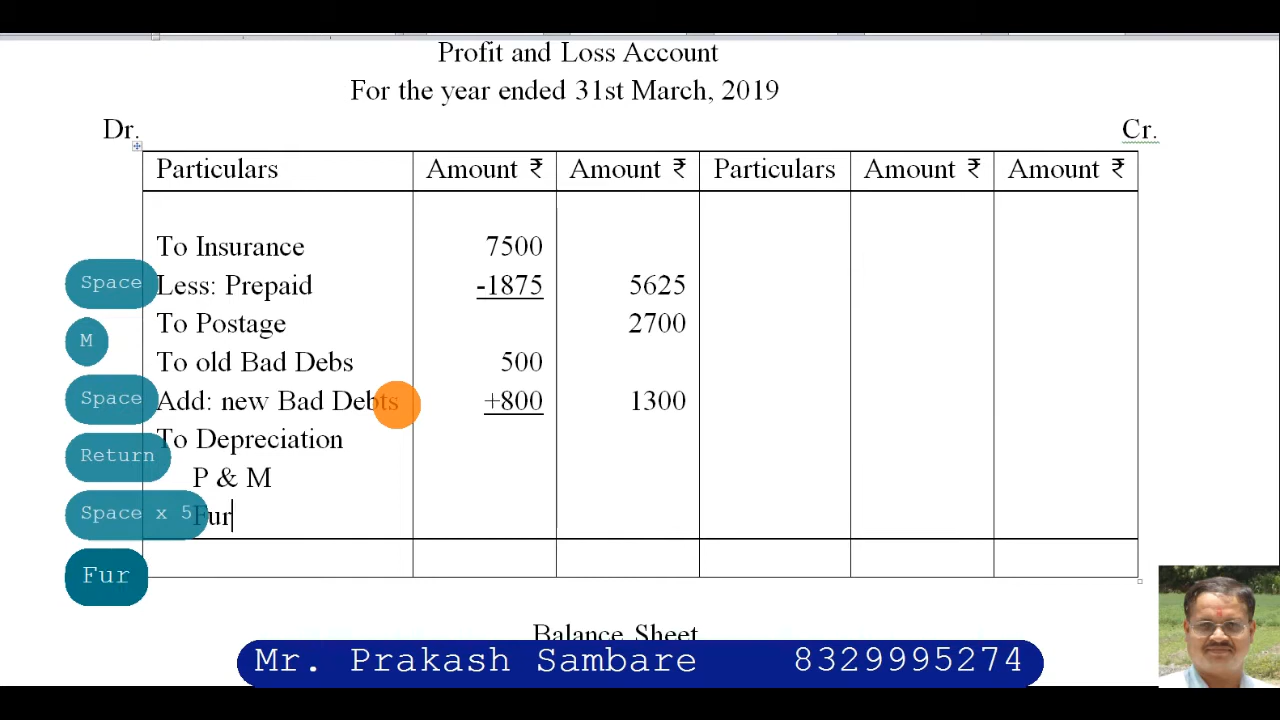 Profit and Loss Account
For the year ended 31st March, 2019
Dr. Cr.
Particulars Amount ₹ Amount ₹ Particulars Amount ₹ Amount ₹
To Insurance 7500
Space Less: Prepaid -1875 5625
To Postage 2700
M
To old Bad Debs 500
Space Add: new Bad Debts +800 1300
To Depreciation
Return
P & M
Space x 5 Fur
Fur
Balance Sheet
Mr. Prakash Sambare 8329995274